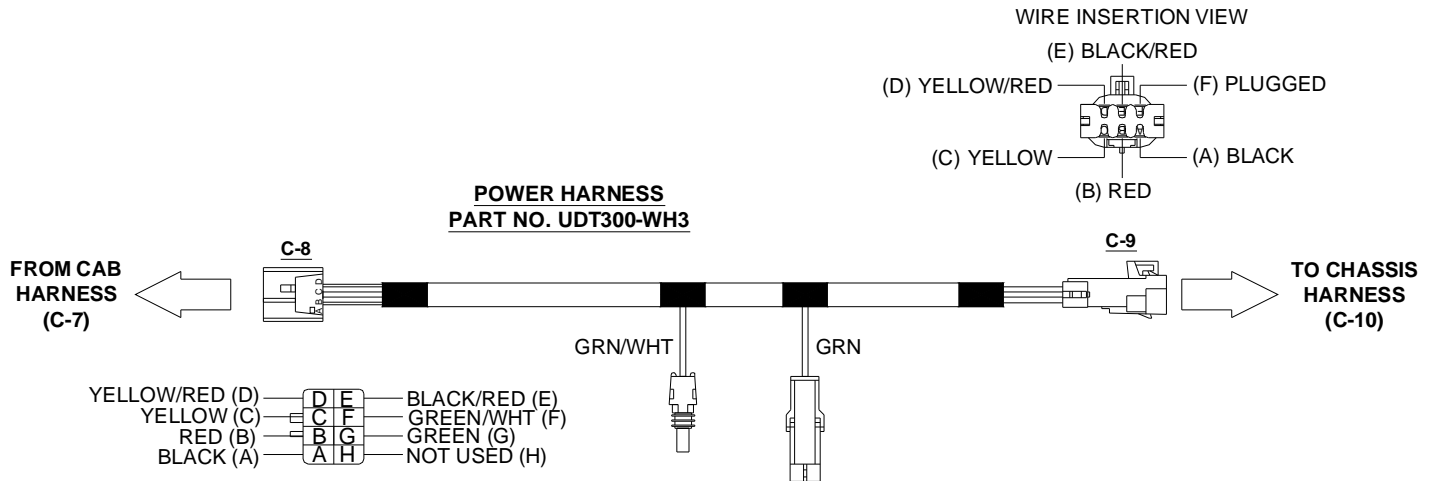 WIRE INSERTION VIEW
(E) BLACK/RED
(D) YELLOW/RED
(F) PLUGGED
(C) YELLOW
(A) BLACK
(B) RED
POWER HARNESS
PART NO. UDT300-WH3
C-8
C-9
FROM CAB
HARNESS
(C-7)
TO CHASSIS
HARNESS
(C-10)
D
C
B
A
GRN/WHT
GRN
YELLOW/RED (D) D E BLACK/RED (E)
YELLOW (C) C F GREEN/WHT (F)
RED (B) B G GREEN (G)
BLACK (A) A H NOT USED (H)